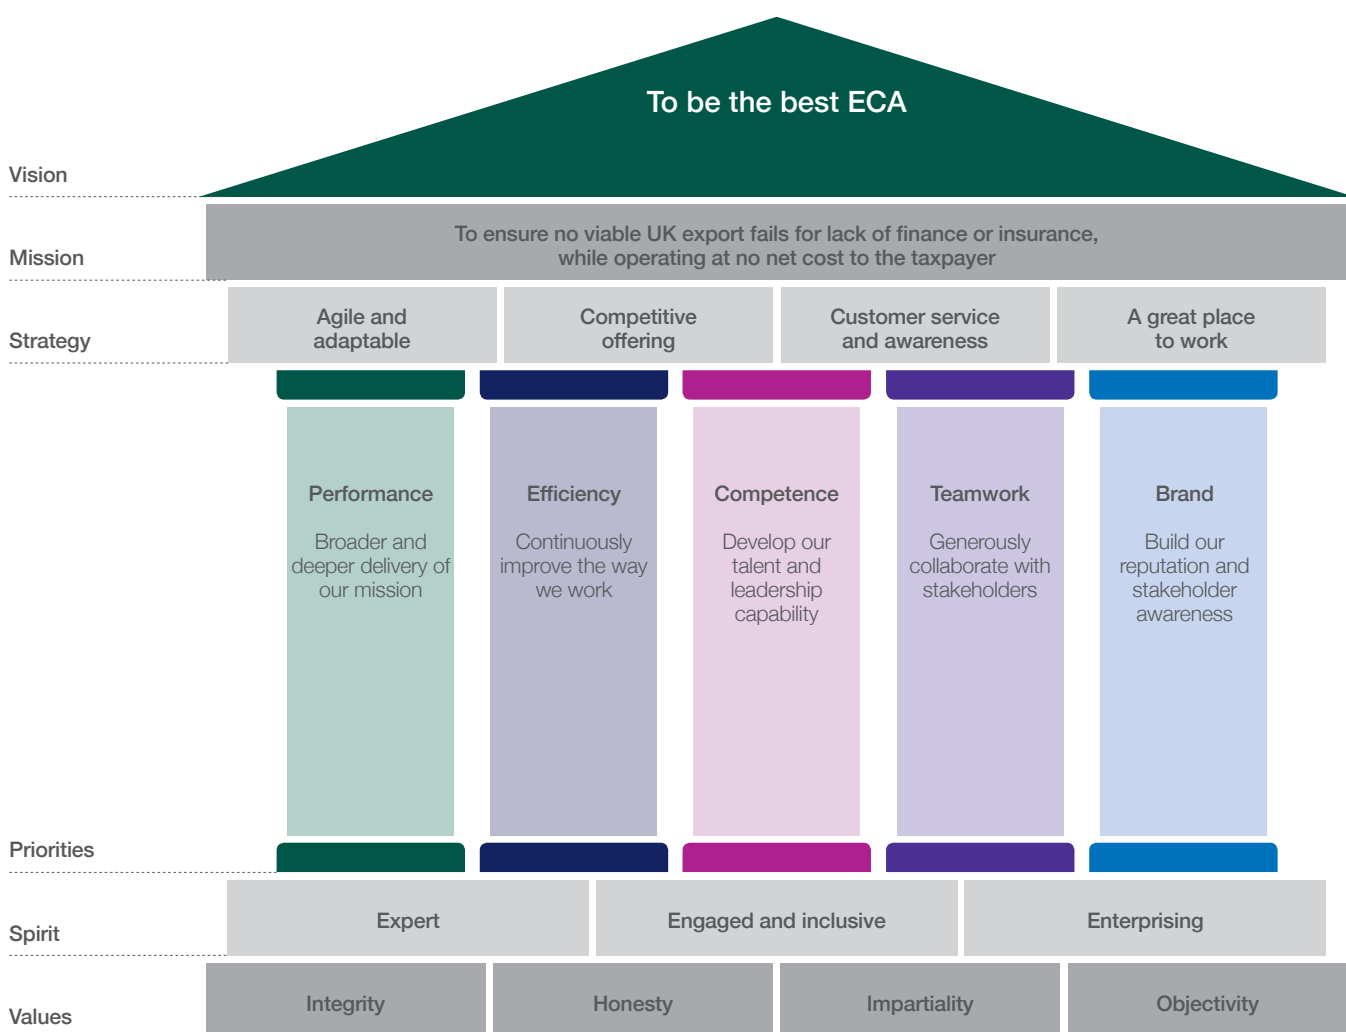 To be the best ECA
Vision
To ensure no viable UK export fails for lack of finance or insurance,
while operating at no net cost to the taxpayer
Mission
Agile and
adaptable
Competitive
offering
Customer service
and awareness
A great place
to work
Strategy
Performance
Broader and
deeper delivery of
our mission
Efficiency
Continuously
improve the way
we work
Competence
Develop our
talent and
leadership
capability
Teamwork
Generously
collaborate with
stakeholders
Brand
Build our
reputation and
stakeholder
awareness
Priorities
Expert
Engaged and inclusive
Enterprising
Spirit
Integrity
Honesty
Impartiality
Objectivity
Values